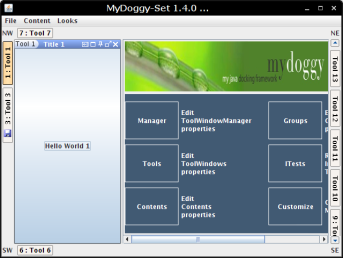 MyDoggy-Set 1.4.0 ...
File Content Looks
NW
7 : Tool 7
NE
1 : Tool 1
3 : Tool 3
Tool 1 Title 1
Hello World 1
mydoggy
my java docking framework
Manager
Edit
ToolWindowManager
properties
Groups
Tools
Edit
ToolWindows
properties
ITests
Contents
Edit
Contents
properties
Customize
Tool 13
Tool 12
Tool 11
Tool 10
SW
6 : Tool 6
SE